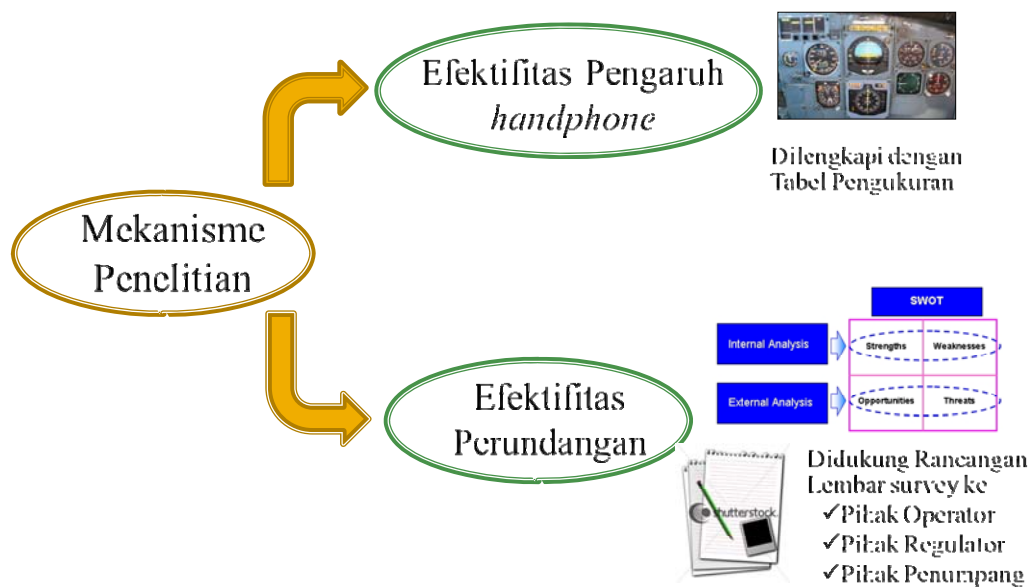 Efektifitas Pengaruh
handphone
Dilengkapi dengan
Tabel Pengukuran
Mekanisme
Penelitian
SWOT
Internal Analysis
Strengths
Weaknesses
External Analysis
Opportunities
Threats
Efektifitas
Perundangan
shutterstock
Didukung Rancangan
Lembar survey ke
✓Pihak Operator
✓Pihak Regulator
✓Pihak Penumpang